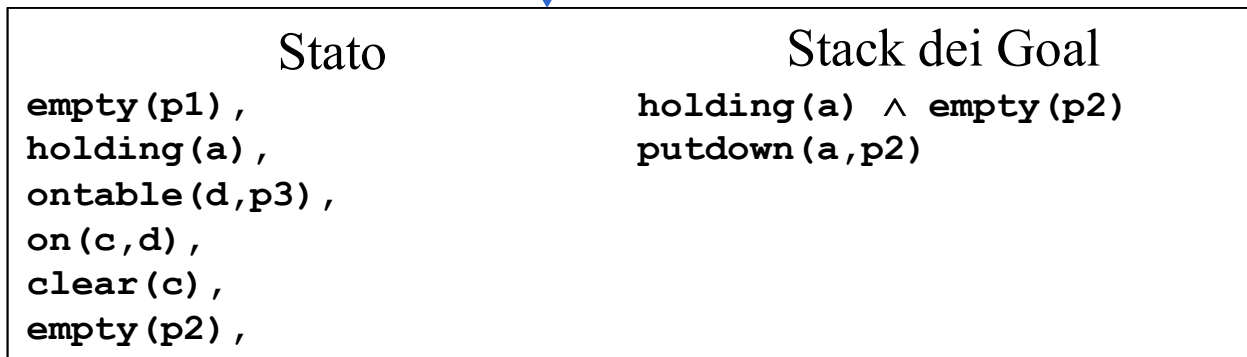 Stato
empty(p1),
holding(a),
ontable(d,p3),
on(c,d),
clear(c),
empty(p2),
Stack dei Goal
holding(a) ∧ empty(p2)
putdown(a,p2)